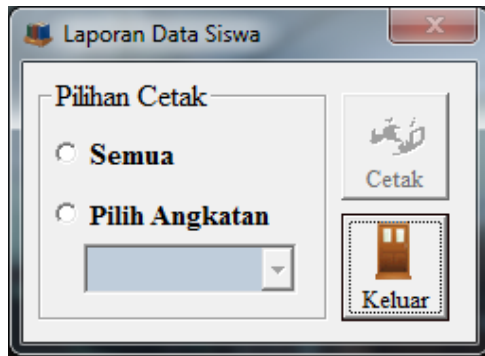 Laporan Data Siswa
Pilihan Cetak
Semua
Pilih Angkatan
Cetak
Keluar